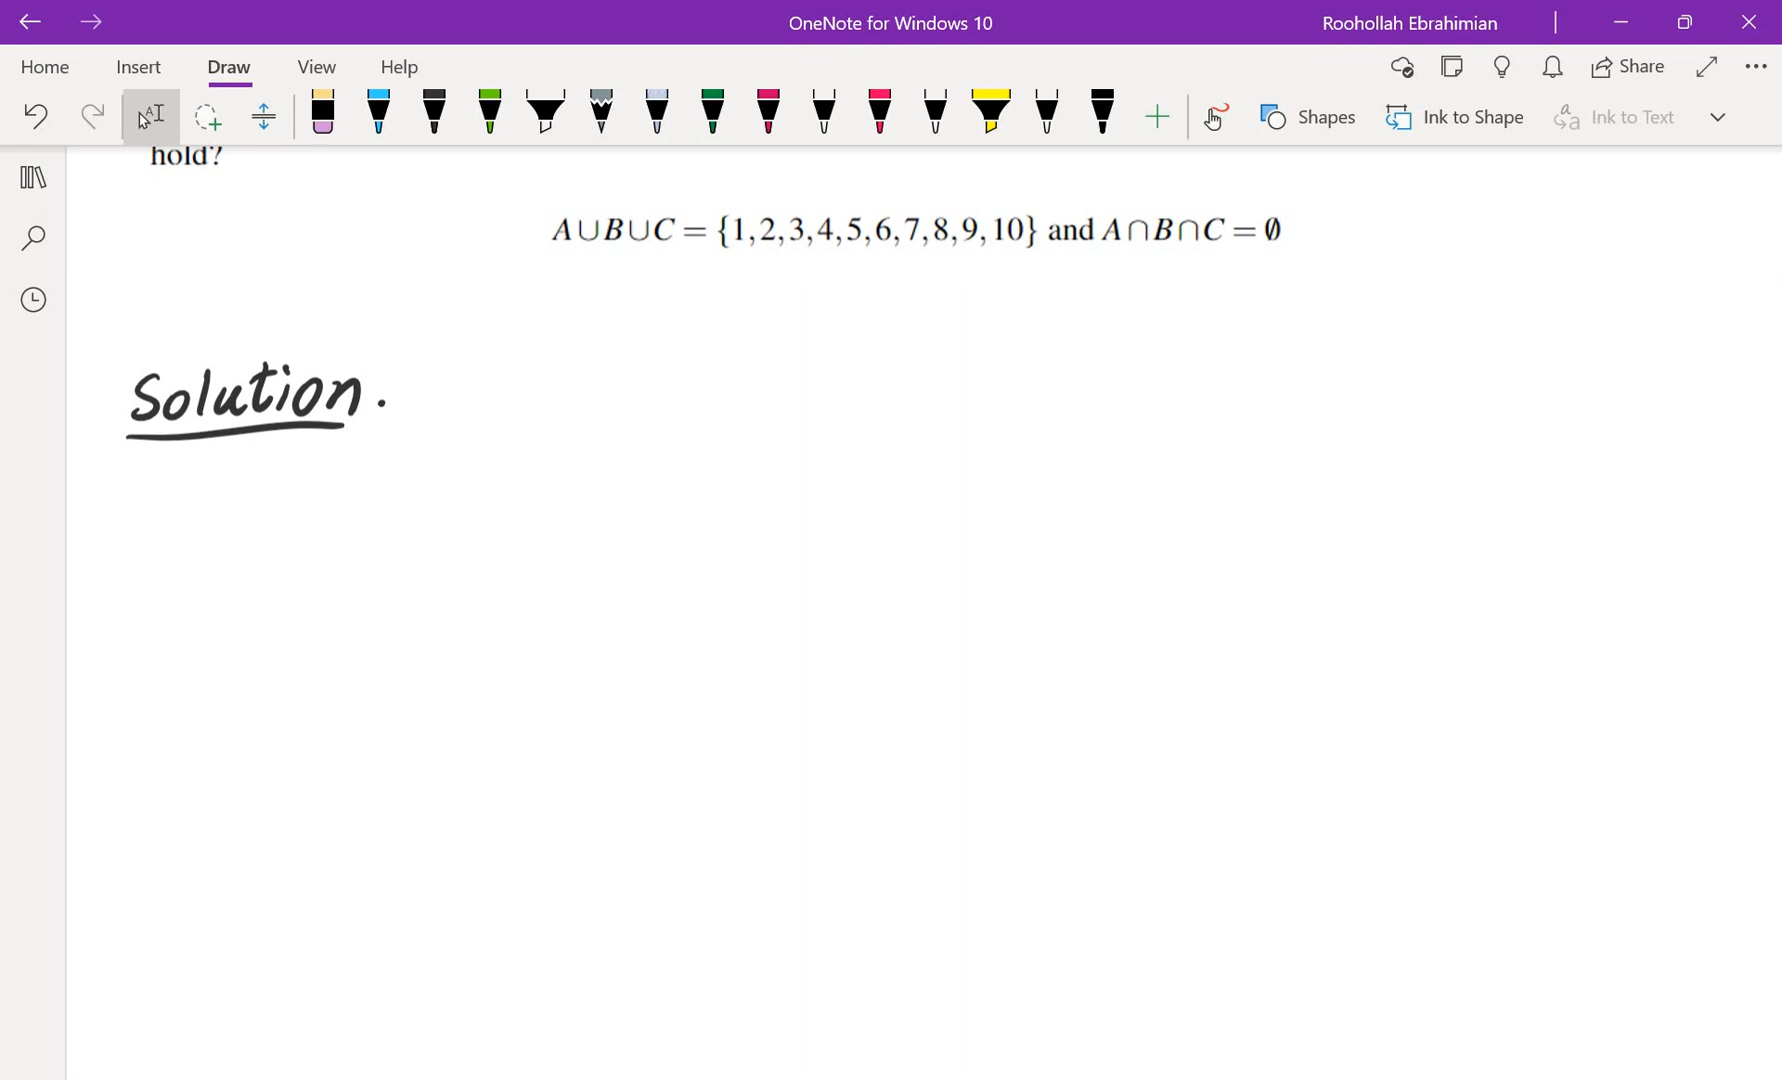 OneNote for Windows 10
Roohollah Ebrahimian
Home Insert Draw View Help
Share
Shapes Ink to Shape Ink to Text
hold?
A∪B∪C = {1,2,3,4,5,6,7,8,9,10} and A∩B∩C = ∅
Solution.